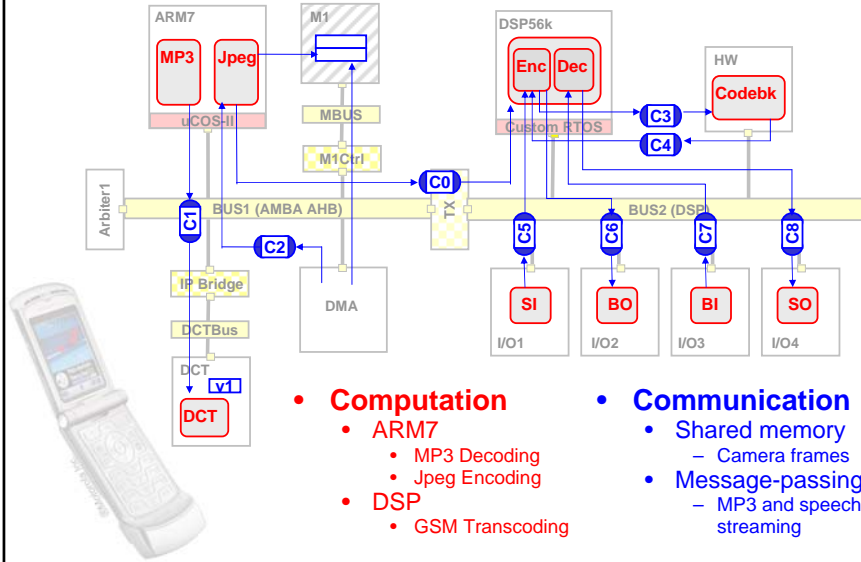 ARM7
M1
DSP56k
HW
MP3
Jpeg
Enc
Dec
Codebk
uCOS-II
MBUS
Custom RTOS
C3
C4
M1Ctrl
Arbiter1
C0
BUS1 (AMBA AHB)
TX
BUS2 (DSP)
C1
C2
C5
C6
C7
C8
IP Bridge
DMA
SI
BO
BI
SO
DCTBus
I/O1
I/O2
I/O3
I/O4
DCT
v1
DCT
• Computation
• ARM7
• MP3 Decoding
• Jpeg Encoding
• DSP
• GSM Transcoding
• Communication
• Shared memory
– Camera frames
• Message-passing
– MP3 and speech
streaming